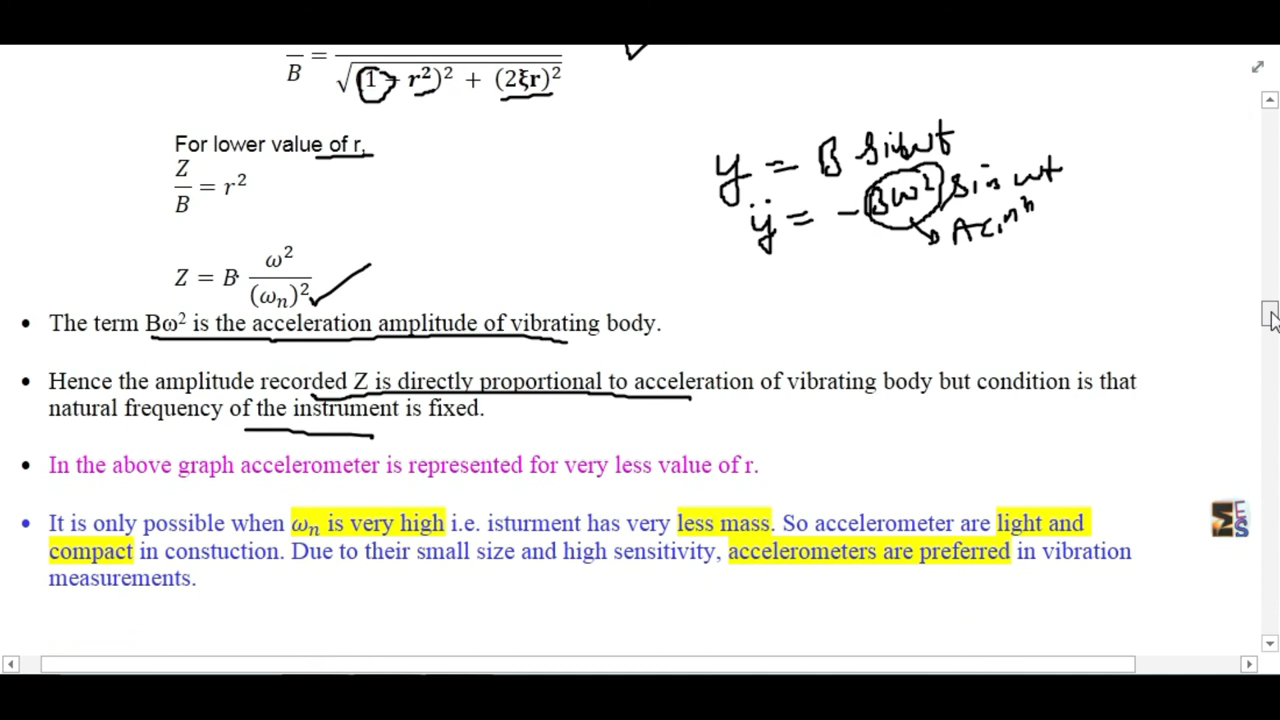 B = √(1 - r²)² + (2ξr)²
For lower value of r,
Z/B = r²
y = B sinωt
ÿ = -Bω² sin ωt
Accnⁿ
Z = B ω²/(ωₙ)²
• The term Bω² is the acceleration amplitude of vibrating body.
• Hence the amplitude recorded Z is directly proportional to acceleration of vibrating body but condition is that
natural frequency of the instrument is fixed.
• In the above graph accelerometer is represented for very less value of r.
• It is only possible when ωₙ is very high i.e. isturment has very less mass. So accelerometer are light and
compact in constuction. Due to their small size and high sensitivity, accelerometers are preferred in vibration
measurements.
MES